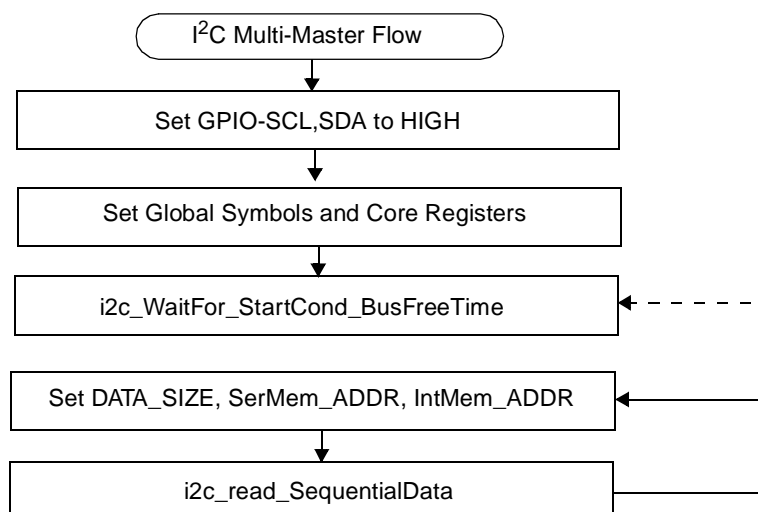 I²C Multi-Master Flow
Set GPIO-SCL,SDA to HIGH
Set Global Symbols and Core Registers
i2c_WaitFor_StartCond_BusFreeTime
Set DATA_SIZE, SerMem_ADDR, IntMem_ADDR
i2c_read_SequentialData